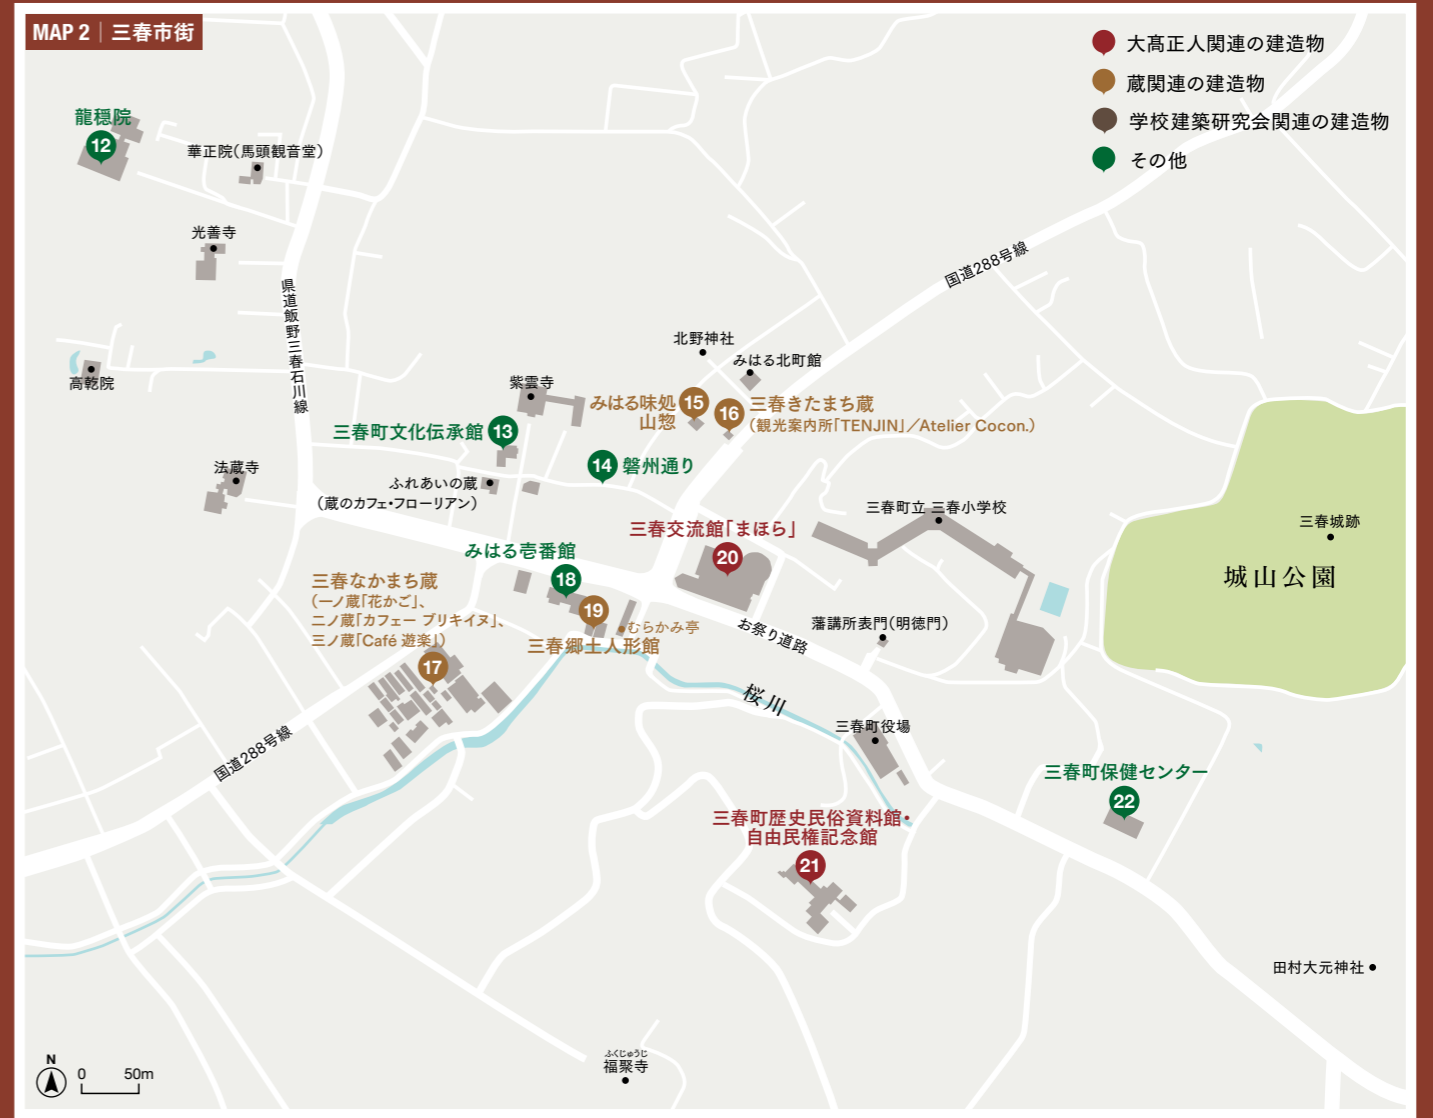 MAP 2｜三春市街
大髙正人関連の建造物
蔵関連の建造物
学校建築研究会関連の建造物
その他
龍穏院
12
華正院（馬頭観音堂）
光善寺
県道飯野三春石川線
国道288号線
高乾院
北野神社
みはる北町館
紫雲寺
みはる味処
山惣
15
16
三春きたまち蔵
（観光案内所「TENJIN」／Atelier Cocon.）
三春町文化伝承館
13
14
磐州通り
法蔵寺
ふれあいの蔵
（蔵のカフェ・フローリアン）
三春町立 三春小学校
三春城跡
城山公園
三春交流館「まほら」
20
みはる壱番館
18
三春なかまち蔵
（一ノ蔵「花かご」、
二ノ蔵「カフェー ブリキイヌ」、
三ノ蔵「Café 遊楽」）
17
19
むらかみ亭
三春郷土人形館
お祭り道路
藩講所表門（明徳門）
桜川
国道288号線
三春町役場
三春町保健センター
22
三春町歴史民俗資料館・
自由民権記念館
21
田村大元神社
ふくじゅうじ
福聚寺
N
0 50m